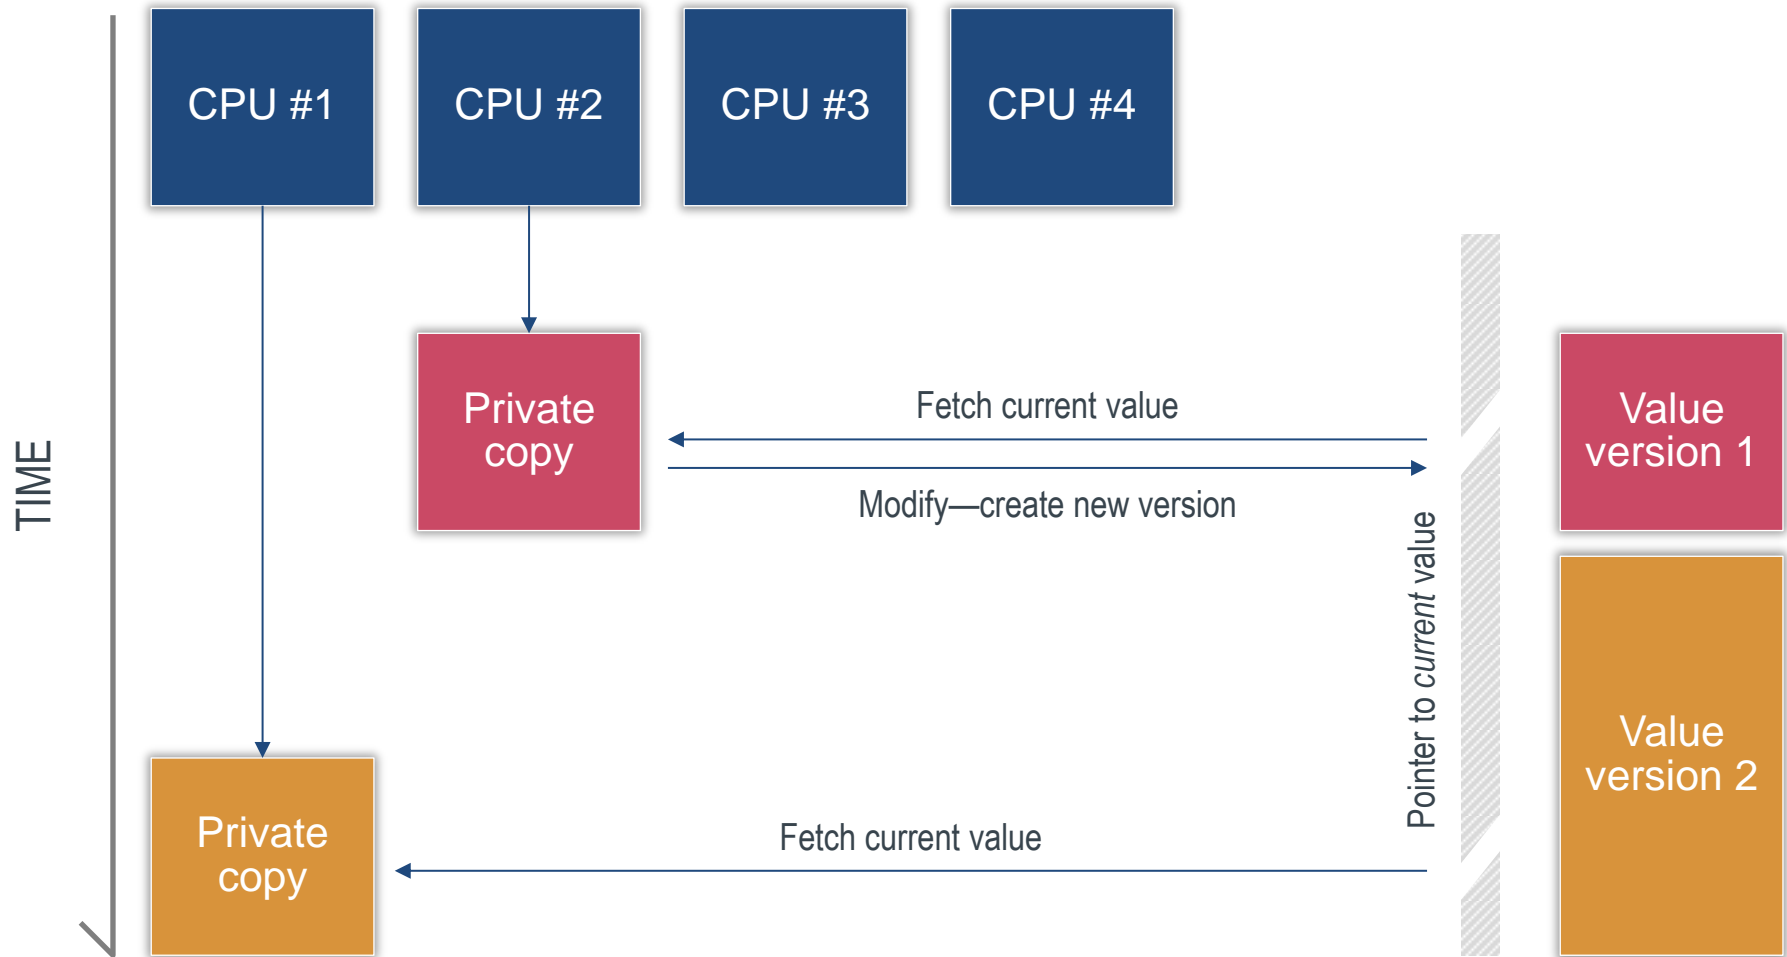 CPU #1
CPU #2
CPU #3
CPU #4
TIME
Private
copy
Fetch current value
Modify—create new version
Value
version 1
Pointer to current value
Value
version 2
Private
copy
Fetch current value